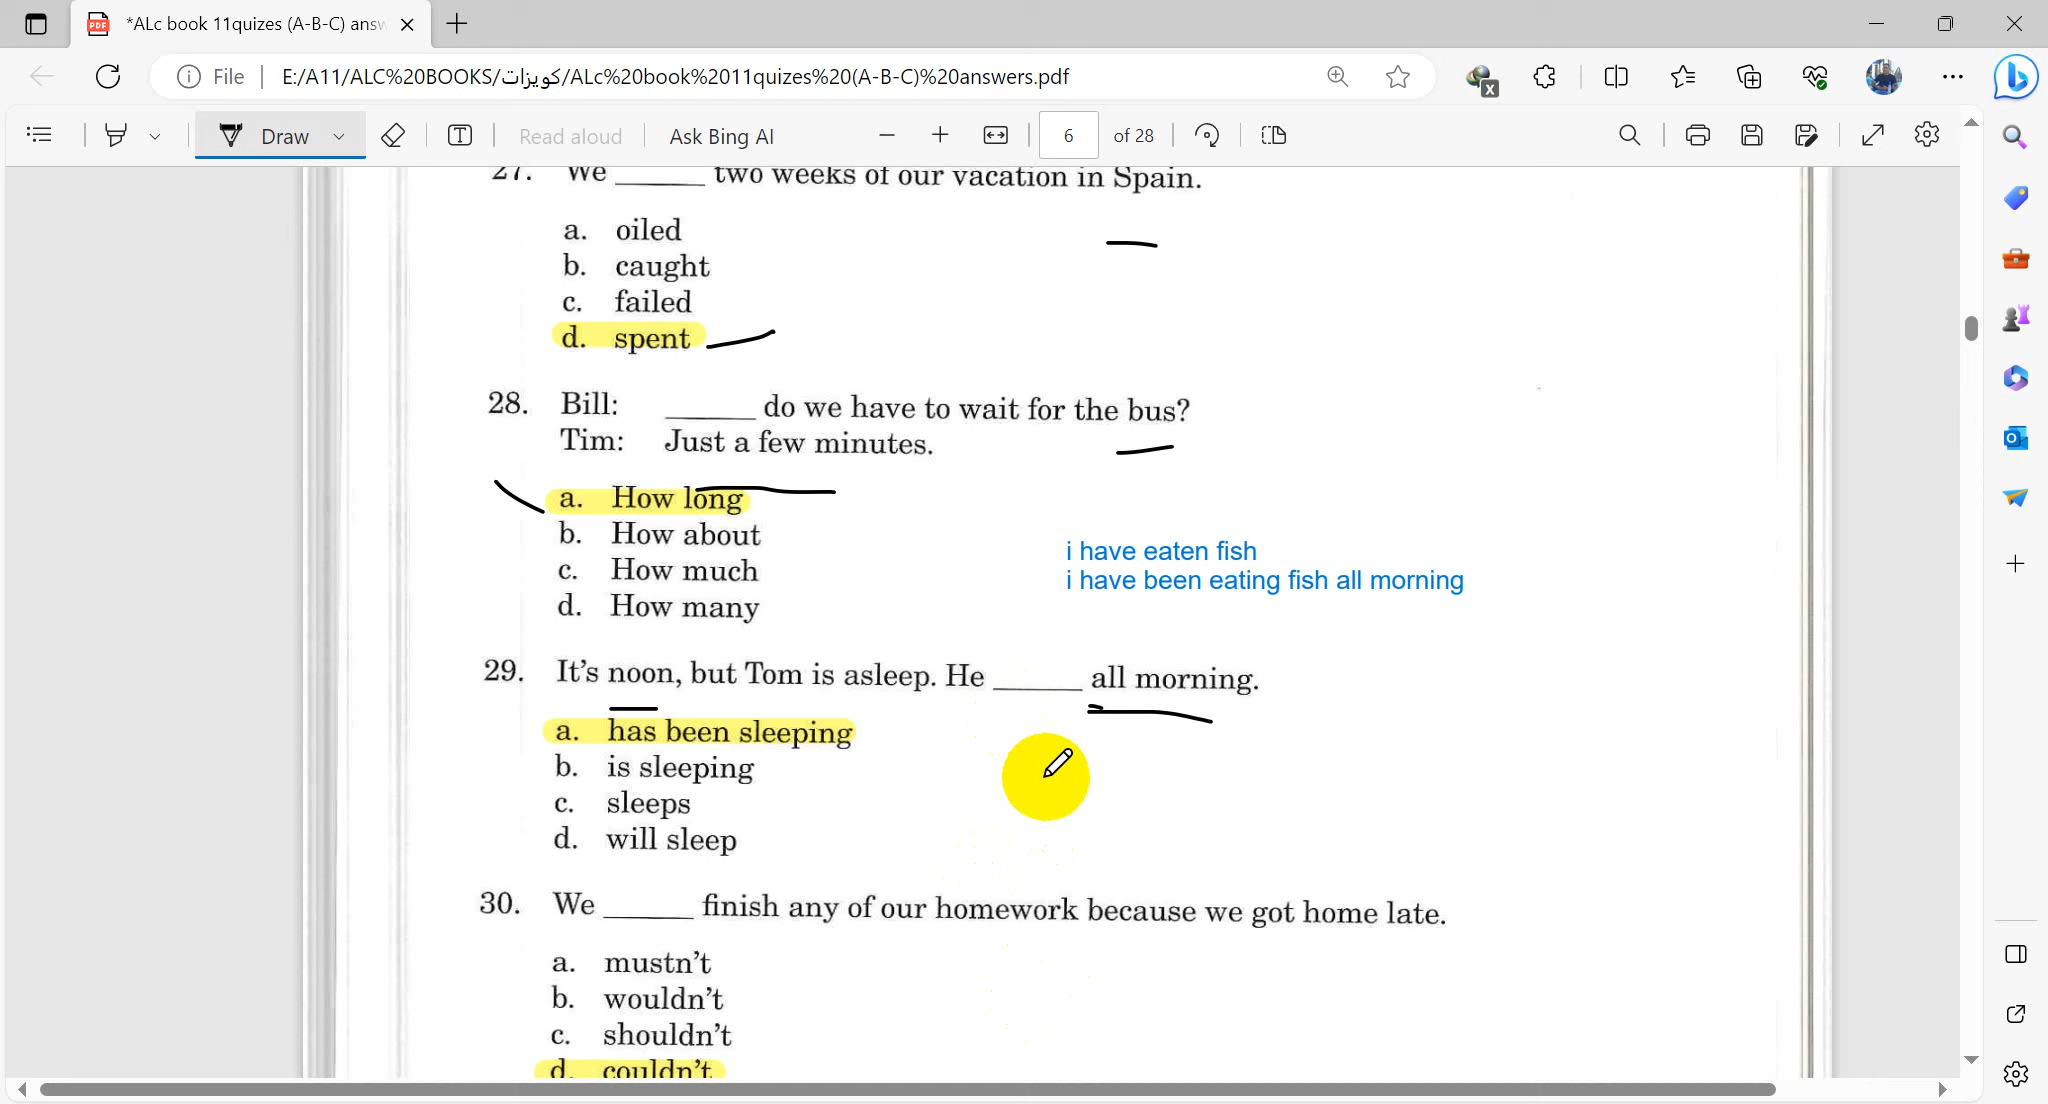 *ALc book 11quizes (A-B-C) answ
File
E:/A11/ALC%20BOOKS/كويزات/ALc%20book%2011quizes%20(A-B-C)%20answers.pdf
Draw
Read aloud
Ask Bing AI
6
of 28
27. We ______ two weeks of our vacation in Spain.
a. oiled
b. caught
c. failed
d. spent
28. Bill: ______ do we have to wait for the bus?
Tim: Just a few minutes.
a. How long
b. How about
c. How much
d. How many
i have eaten fish
i have been eating fish all morning
29. It's noon, but Tom is asleep. He ______ all morning.
a. has been sleeping
b. is sleeping
c. sleeps
d. will sleep
30. We ______ finish any of our homework because we got home late.
a. mustn't
b. wouldn't
c. shouldn't
d. couldn't